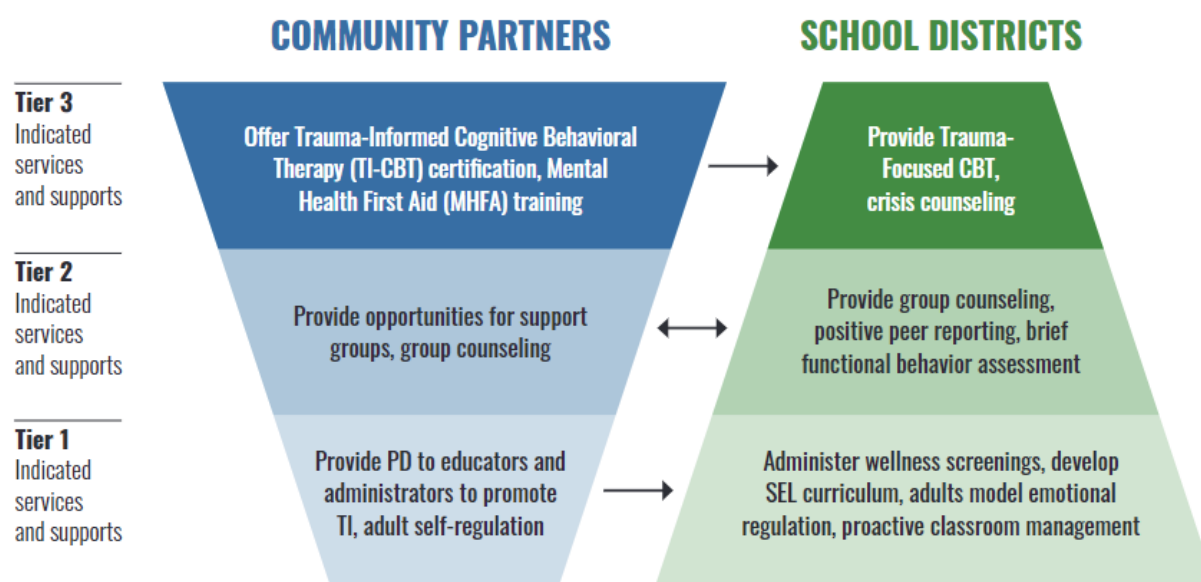 COMMUNITY PARTNERS
SCHOOL DISTRICTS
Tier 3
Indicated
services
and supports
Offer Trauma-Informed Cognitive Behavioral
Therapy (TI-CBT) certification, Mental
Health First Aid (MHFA) training
Provide Trauma-
Focused CBT,
crisis counseling
Tier 2
Indicated
services
and supports
Provide opportunities for support
groups, group counseling
Provide group counseling,
positive peer reporting, brief
functional behavior assessment
Tier 1
Indicated
services
and supports
Provide PD to educators and
administrators to promote
TI, adult self-regulation
Administer wellness screenings, develop
SEL curriculum, adults model emotional
regulation, proactive classroom management